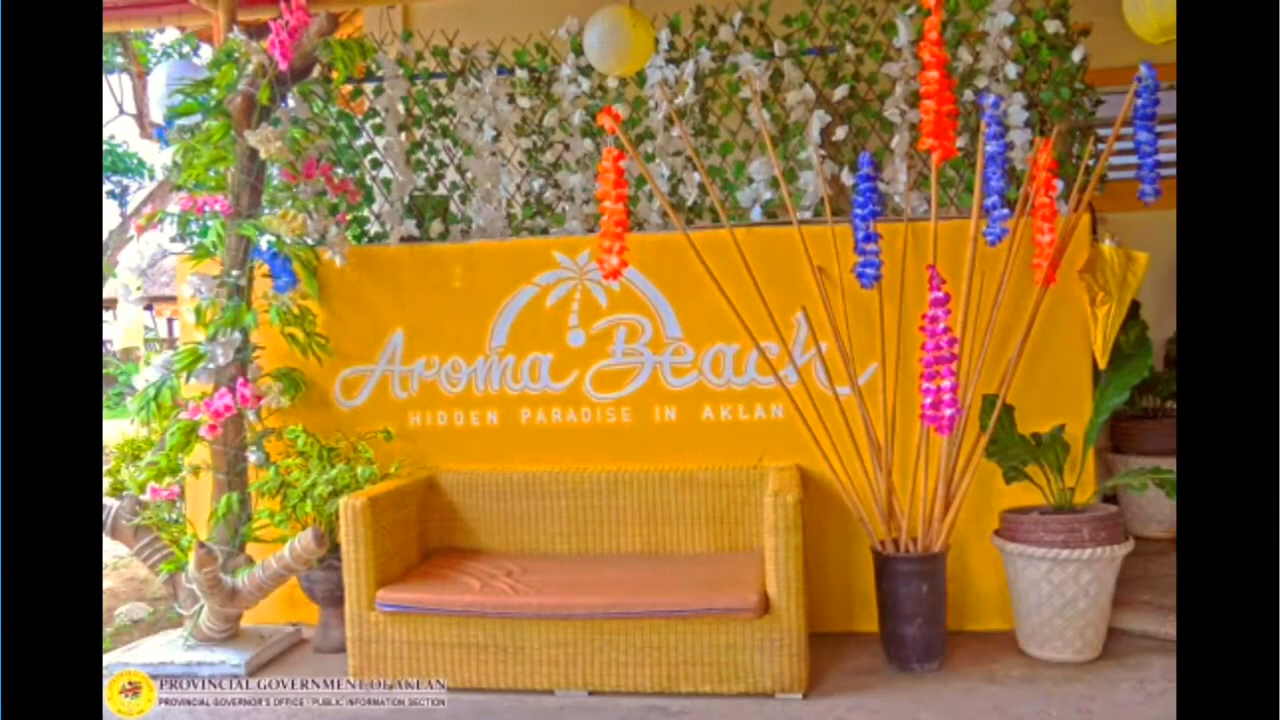 Aroma Beach
HIDDEN PARADISE IN AKLAN
PROVINCIAL GOVERNMENT OF AKLAN
PROVINCIAL GOVERNOR'S OFFICE - PUBLIC INFORMATION SECTION